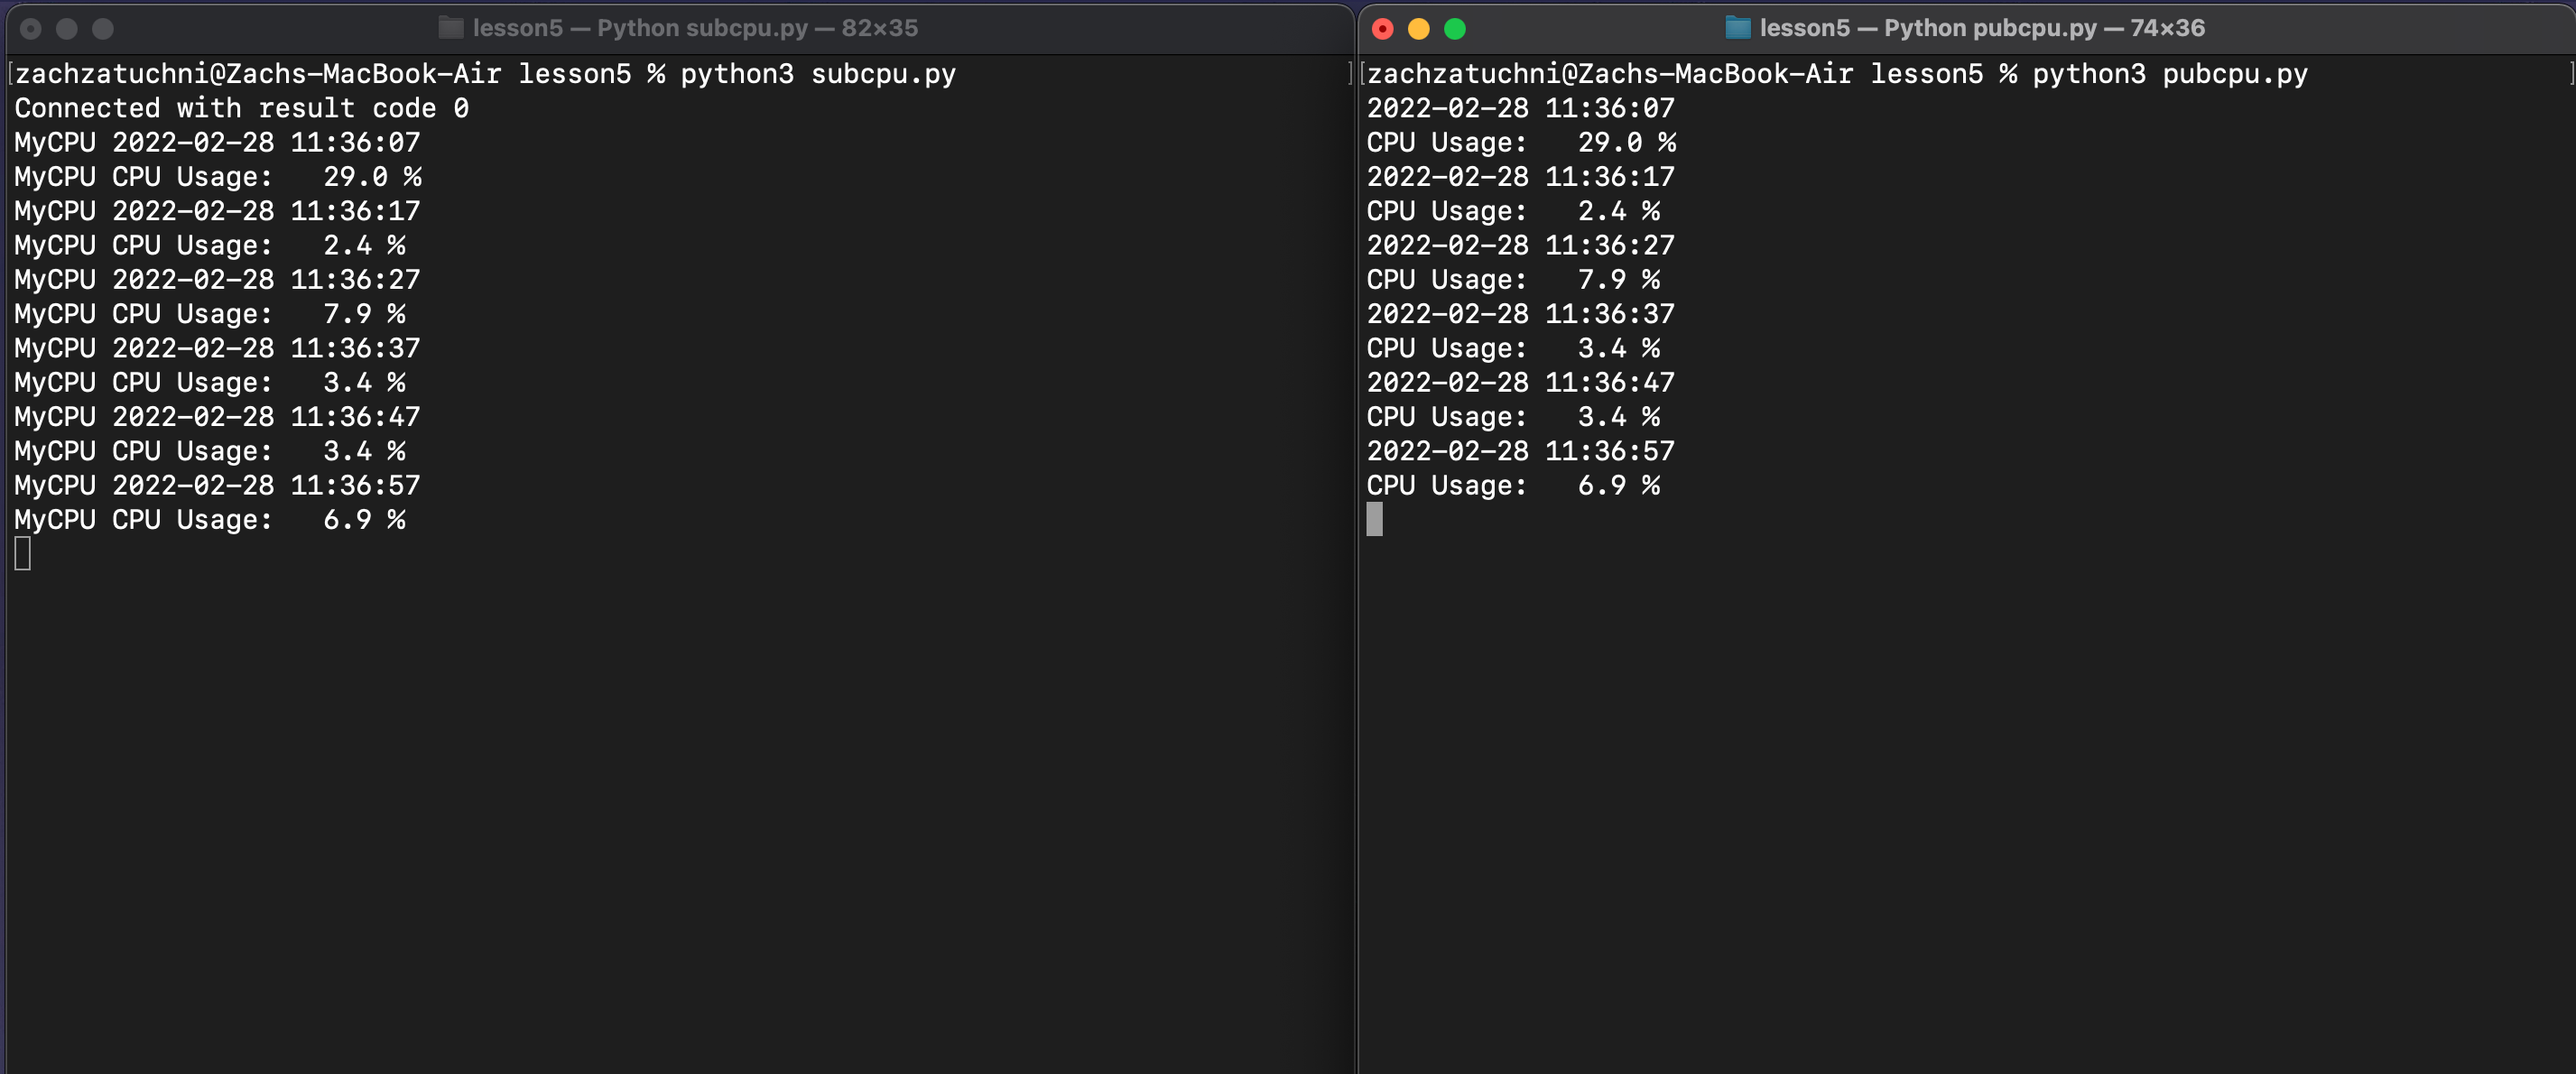 lesson5 — Python subcpu.py — 82×35
[zachzatuchni@Zachs-MacBook-Air lesson5 % python3 subcpu.py ]
Connected with result code 0
MyCPU 2022-02-28 11:36:07
MyCPU CPU Usage:   29.0 %
MyCPU 2022-02-28 11:36:17
MyCPU CPU Usage:   2.4 %
MyCPU 2022-02-28 11:36:27
MyCPU CPU Usage:   7.9 %
MyCPU 2022-02-28 11:36:37
MyCPU CPU Usage:   3.4 %
MyCPU 2022-02-28 11:36:47
MyCPU CPU Usage:   3.4 %
MyCPU 2022-02-28 11:36:57
MyCPU CPU Usage:   6.9 %
lesson5 — Python pubcpu.py — 74×36
[zachzatuchni@Zachs-MacBook-Air lesson5 % python3 pubcpu.py ]
2022-02-28 11:36:07
CPU Usage:   29.0 %
2022-02-28 11:36:17
CPU Usage:   2.4 %
2022-02-28 11:36:27
CPU Usage:   7.9 %
2022-02-28 11:36:37
CPU Usage:   3.4 %
2022-02-28 11:36:47
CPU Usage:   3.4 %
2022-02-28 11:36:57
CPU Usage:   6.9 %